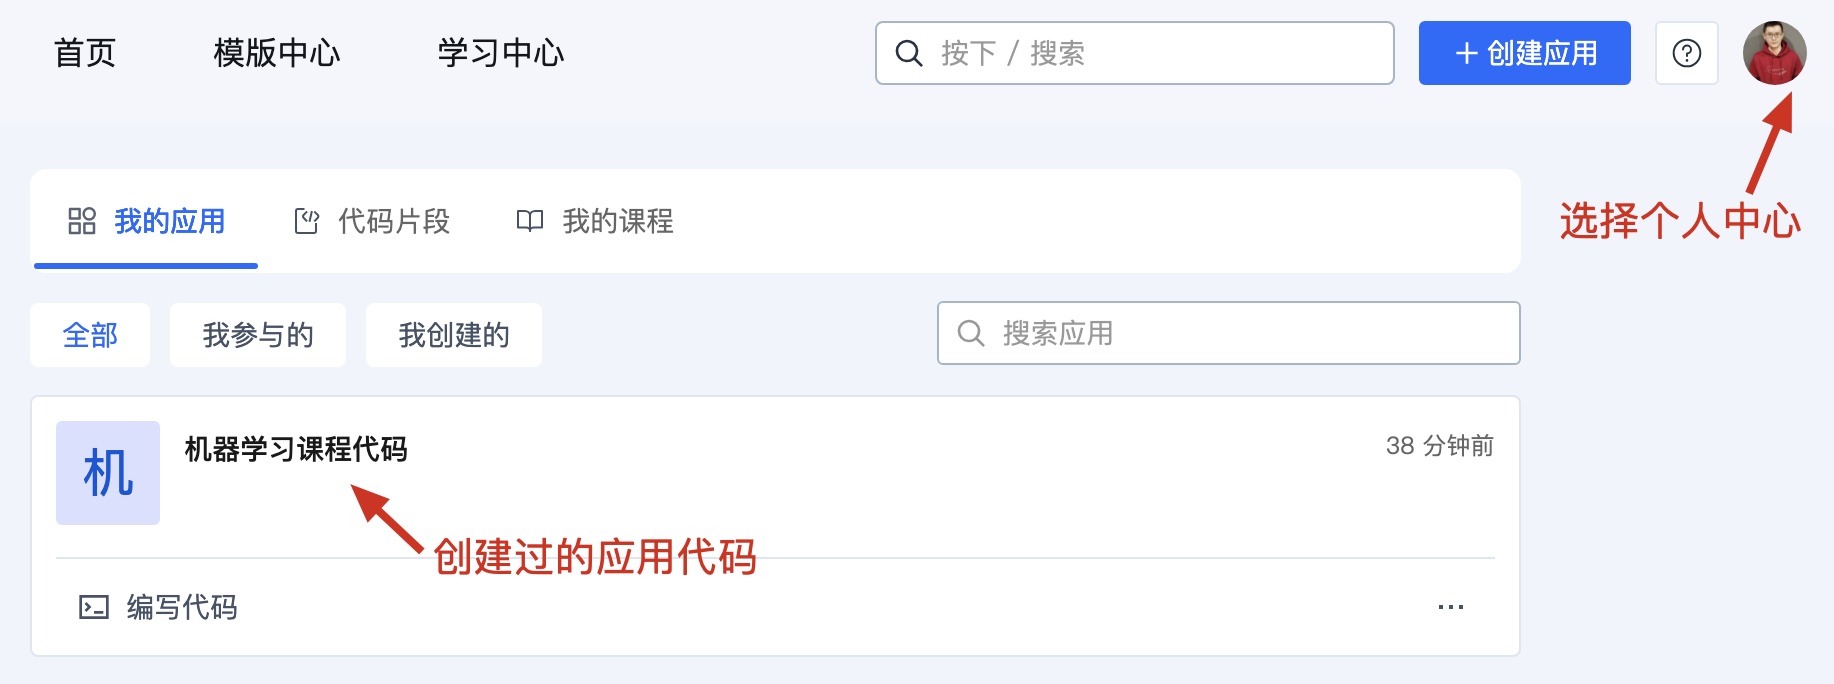 首页 模版中心 学习中心 按下 / 搜索 + 创建应用
选择个人中心
我的应用 代码片段 我的课程
全部 我参与的 我创建的 搜索应用
机 机器学习课程代码 38 分钟前
创建过的应用代码
编写代码 ...